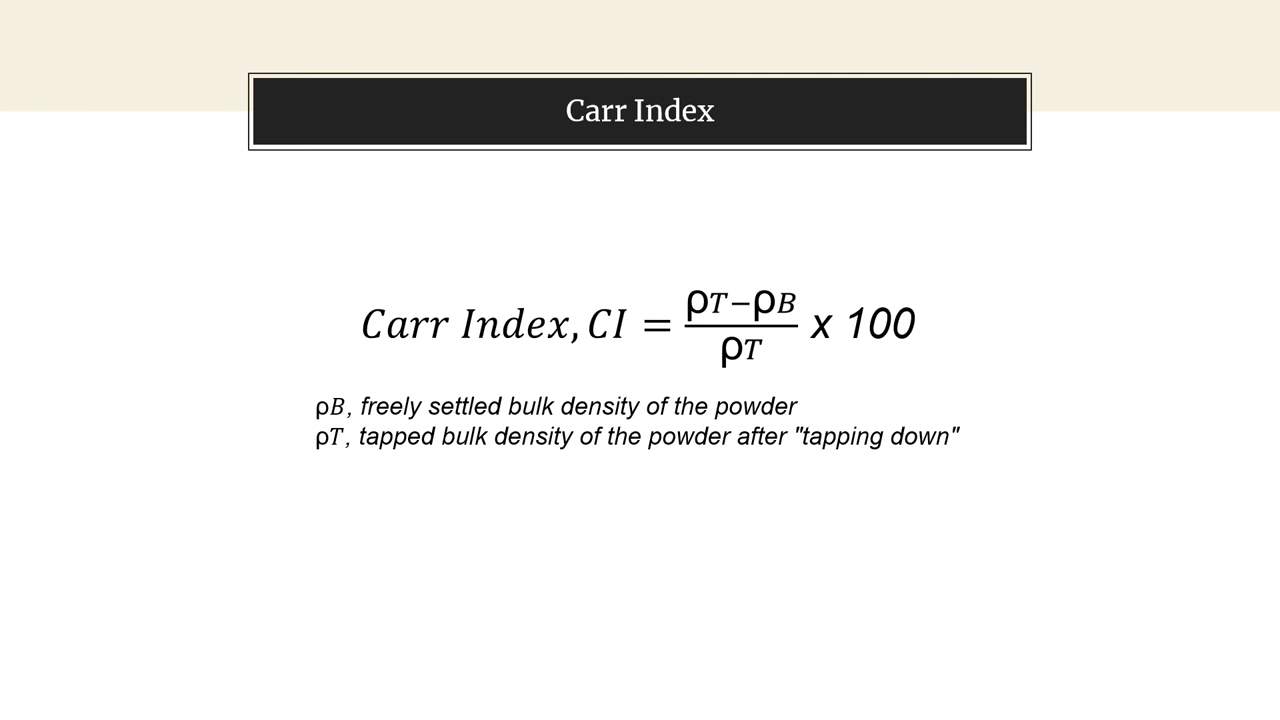 Carr Index
Carr Index, CI = ρT−ρB / ρT x 100
ρB, freely settled bulk density of the powder
ρT, tapped bulk density of the powder after "tapping down"